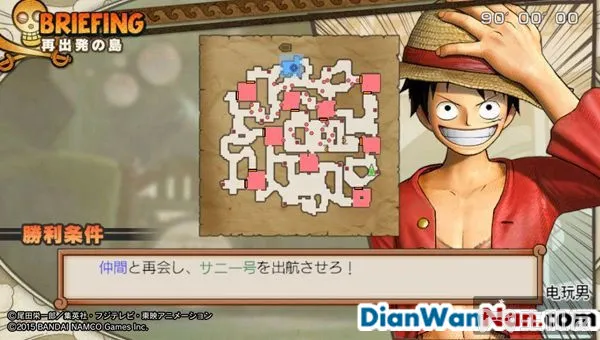 BRIEFING
90'00"00
再出発の島
勝利条件
仲間と再会し、サニー号を出航させろ！
电玩男
©尾田栄一郎／集英社・フジテレビ・東映アニメーション
©2015 BANDAI NAMCO Games Inc.
DianWanNan.com